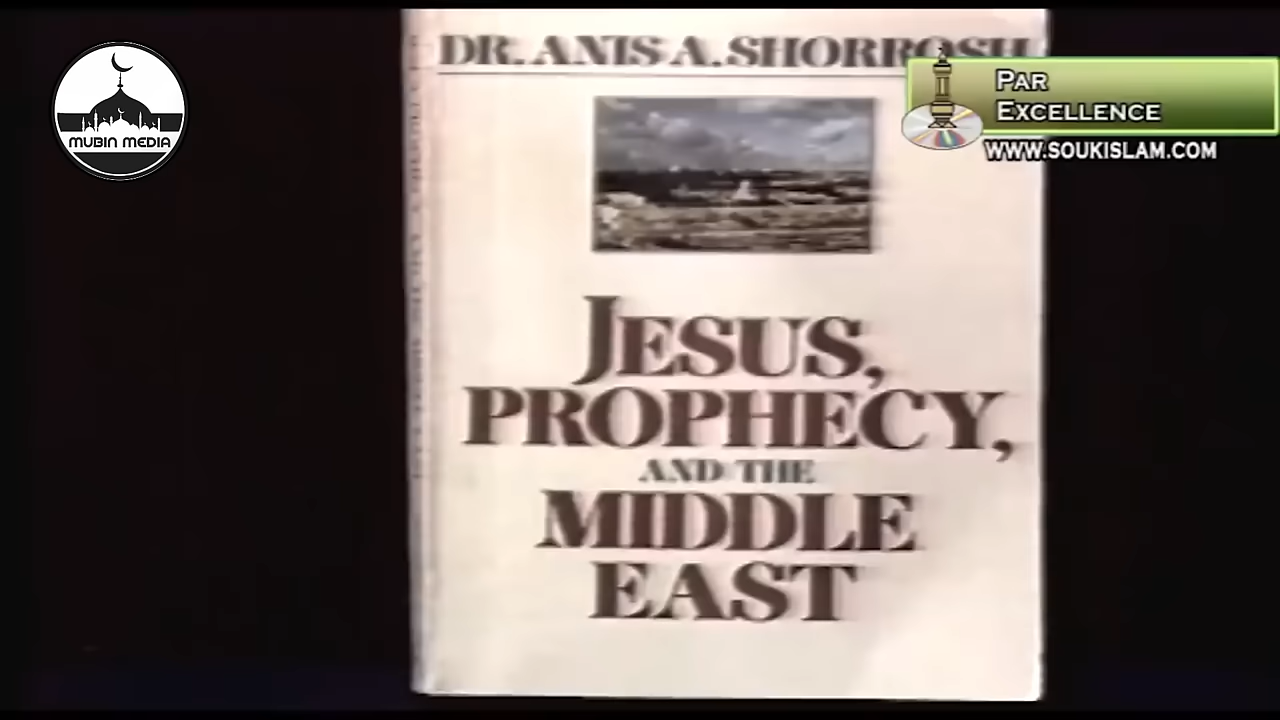 MUBIN MEDIA
DR. ANIS A. SHORROSH
PAR
EXCELLENCE
WWW.SOUKISLAM.COM
JESUS,
PROPHECY,
AND THE
MIDDLE
EAST